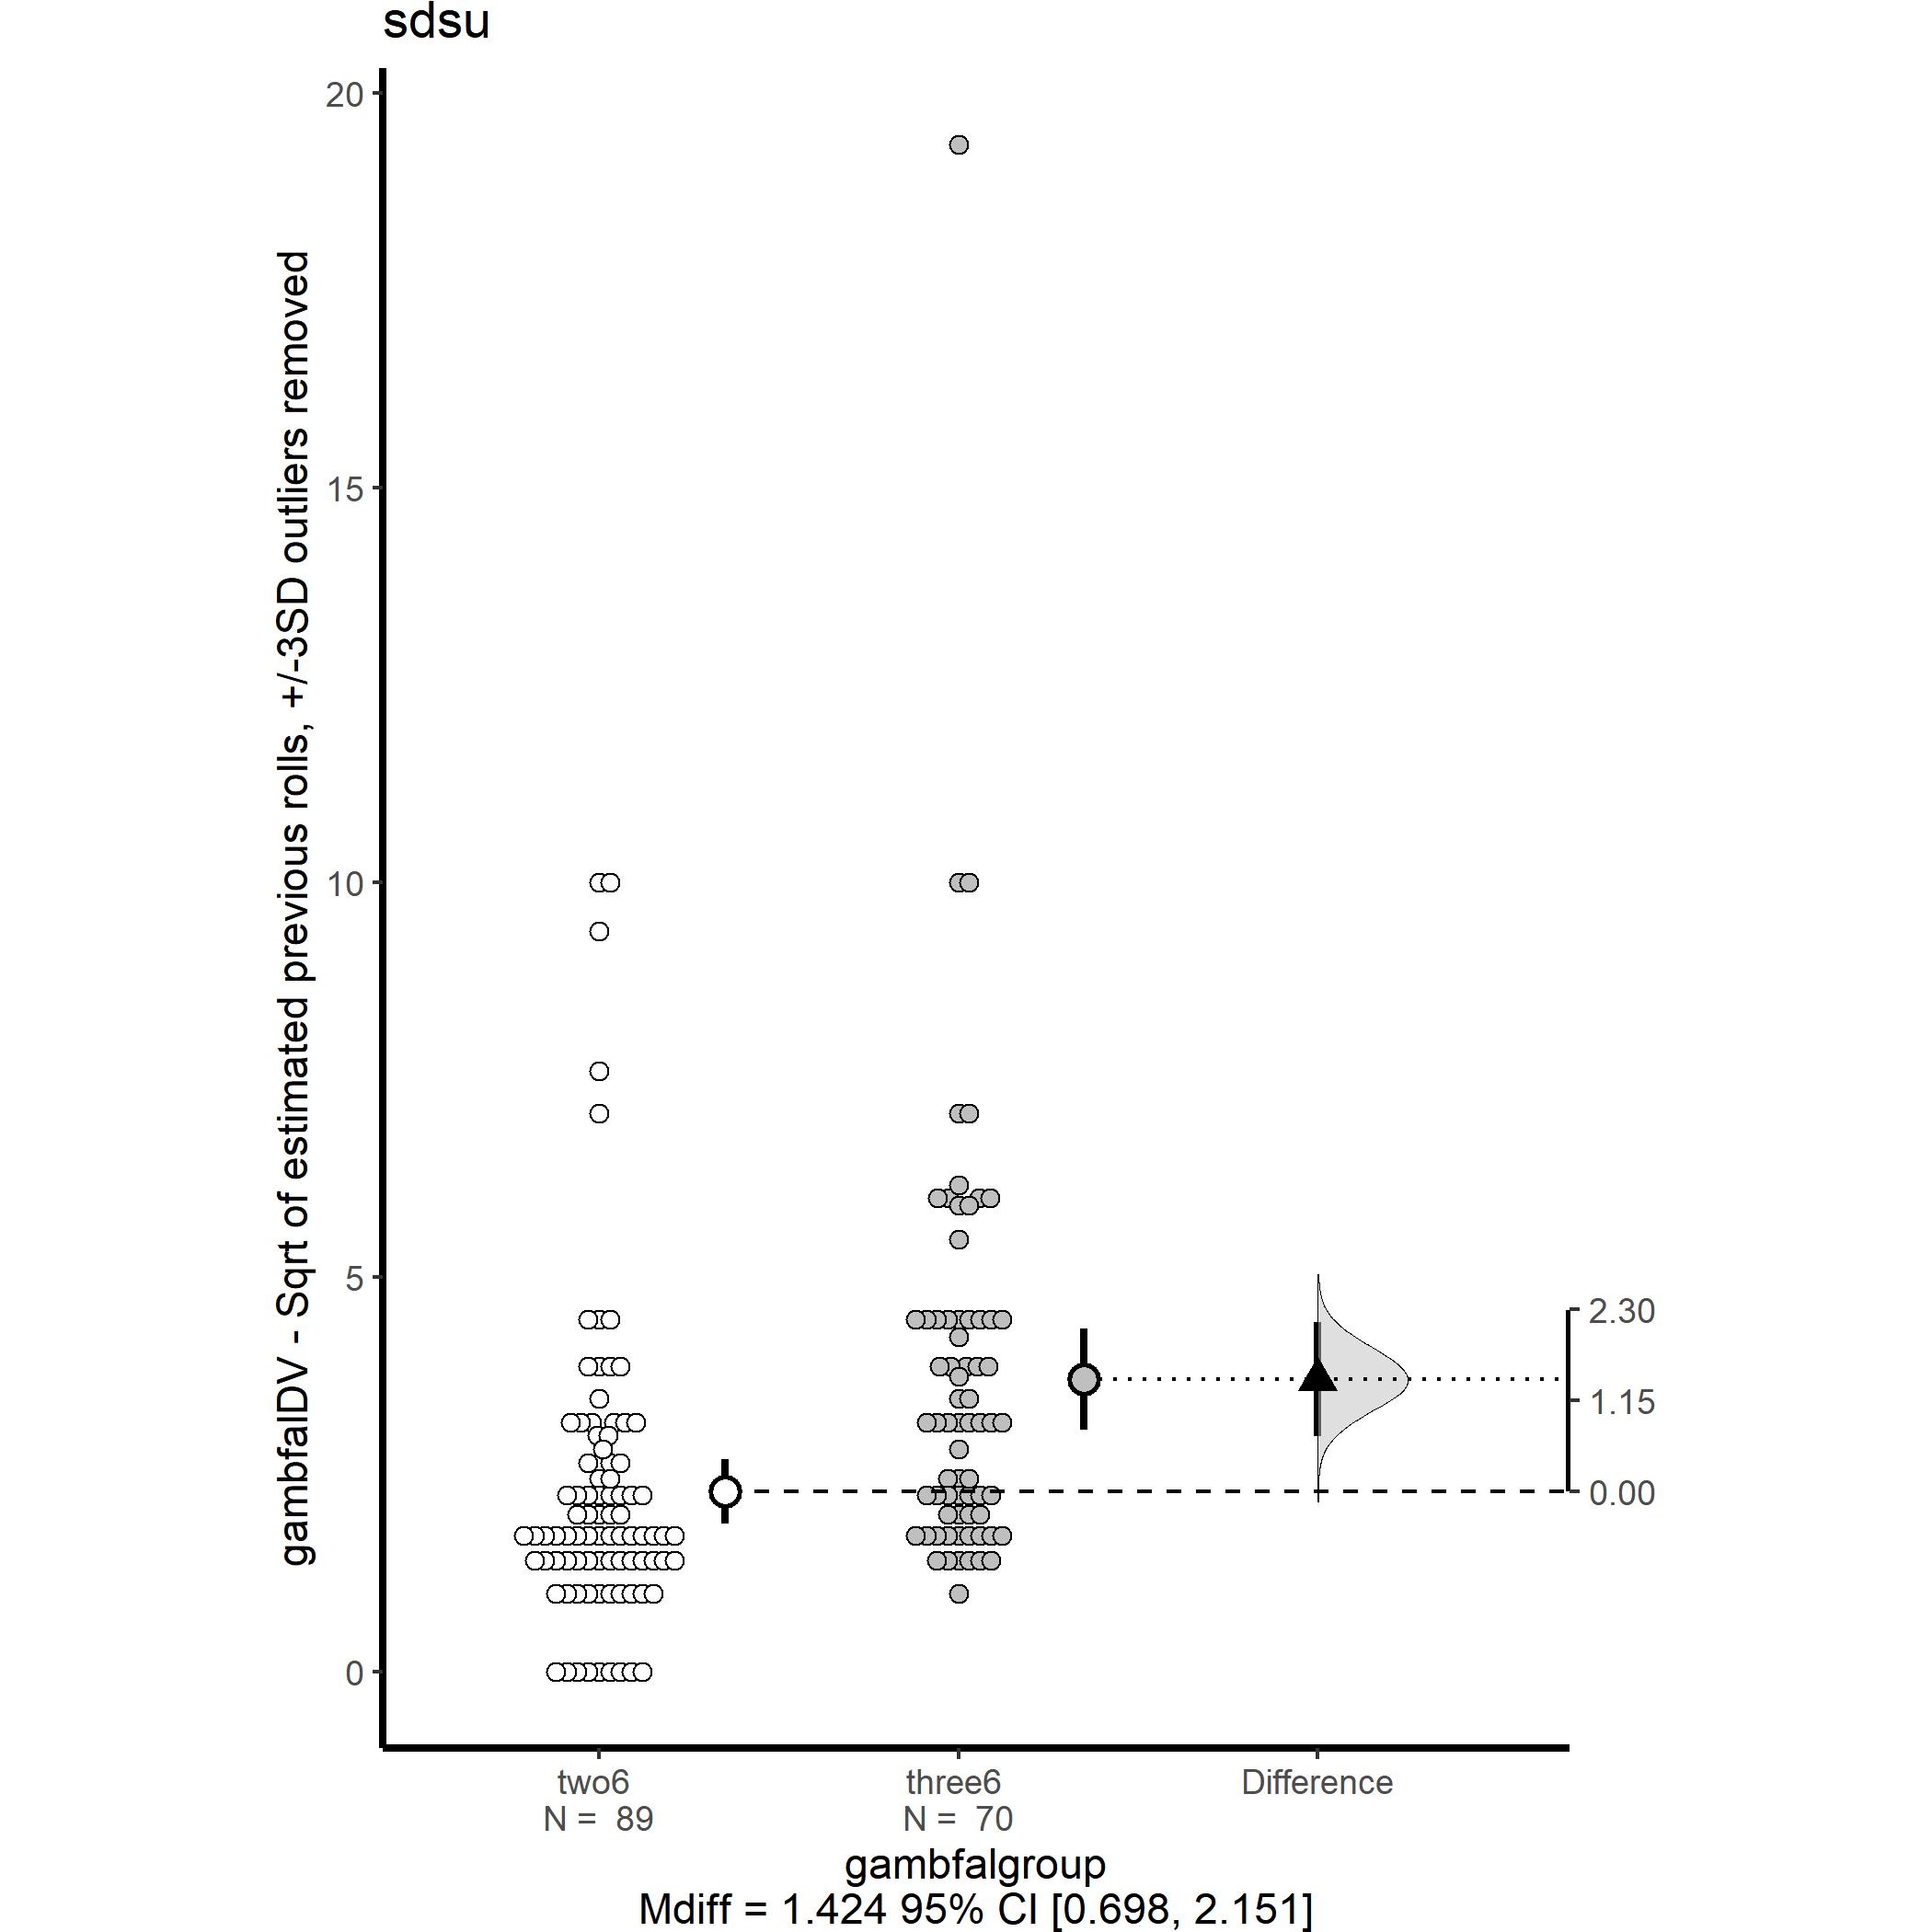 sdsu
gambfalDV - Sqrt of estimated previous rolls, +/-3SD outliers removed
20
15
10
5
0
2.30
1.15
0.00
two6
N =  89
three6
N =  70
Difference
gambfalgroup
Mdiff = 1.424 95% CI [0.698, 2.151]